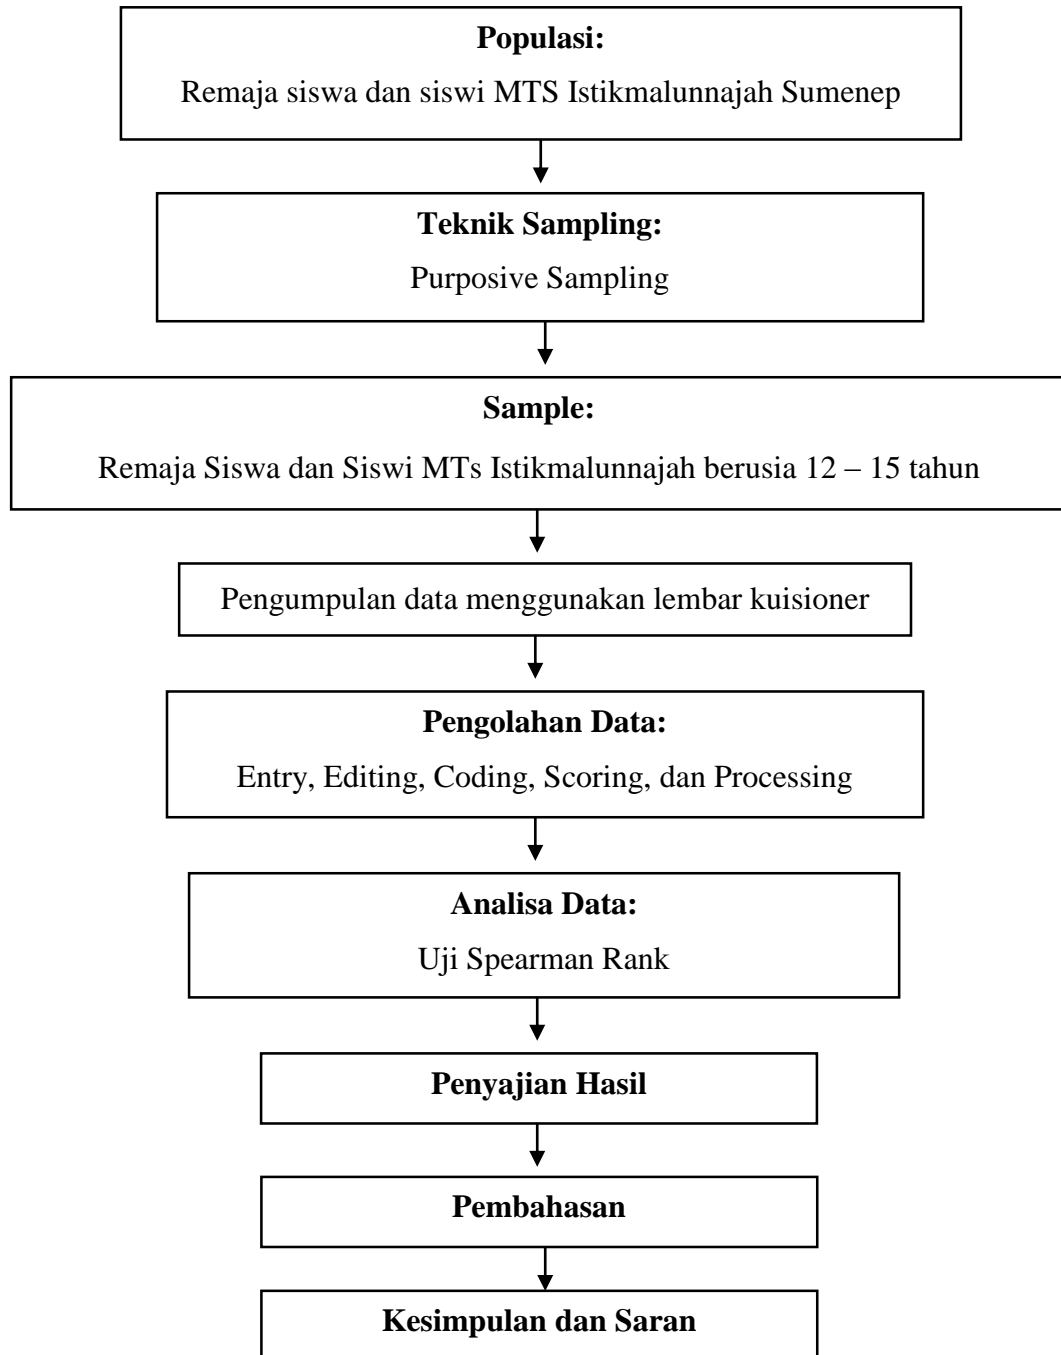 Populasi:
Remaja siswa dan siswi MTS Istikmalunnajah Sumenep
Teknik Sampling:
Purposive Sampling
Sample:
Remaja Siswa dan Siswi MTs Istikmalunnajah berusia 12 – 15 tahun
Pengumpulan data menggunakan lembar kuisioner
Pengolahan Data:
Entry, Editing, Coding, Scoring, dan Processing
Analisa Data:
Uji Spearman Rank
Penyajian Hasil
Pembahasan
Kesimpulan dan Saran